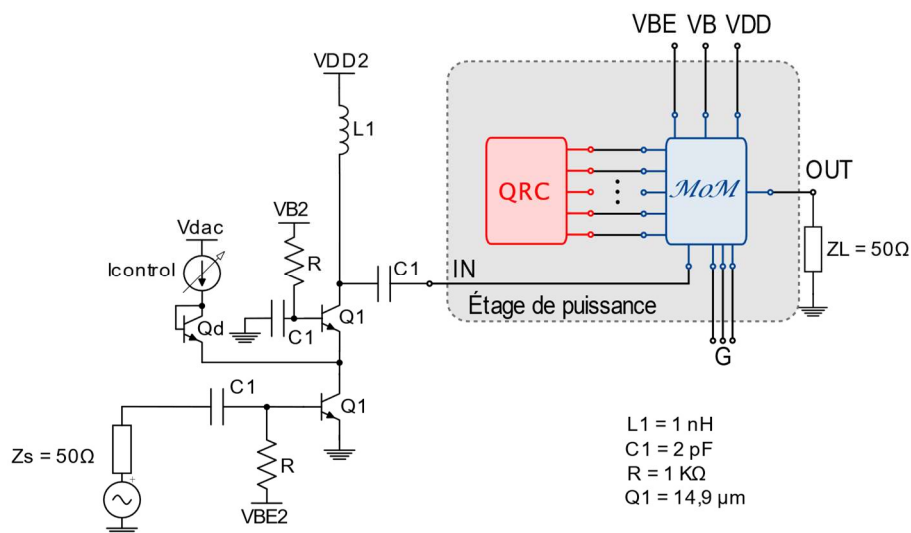 VBE VB VDD
VDD2
L1
QRC
MoM
OUT
VB2
Vdac
R
ZL = 50Ω
Icontrol
C1
IN
Étage de puissance
Q1
C1
Qd
G
C1
Q1
L1 = 1 nH
C1 = 2 pF
R = 1 KΩ
Q1 = 14,9 µm
Zs = 50Ω
R
+
VBE2